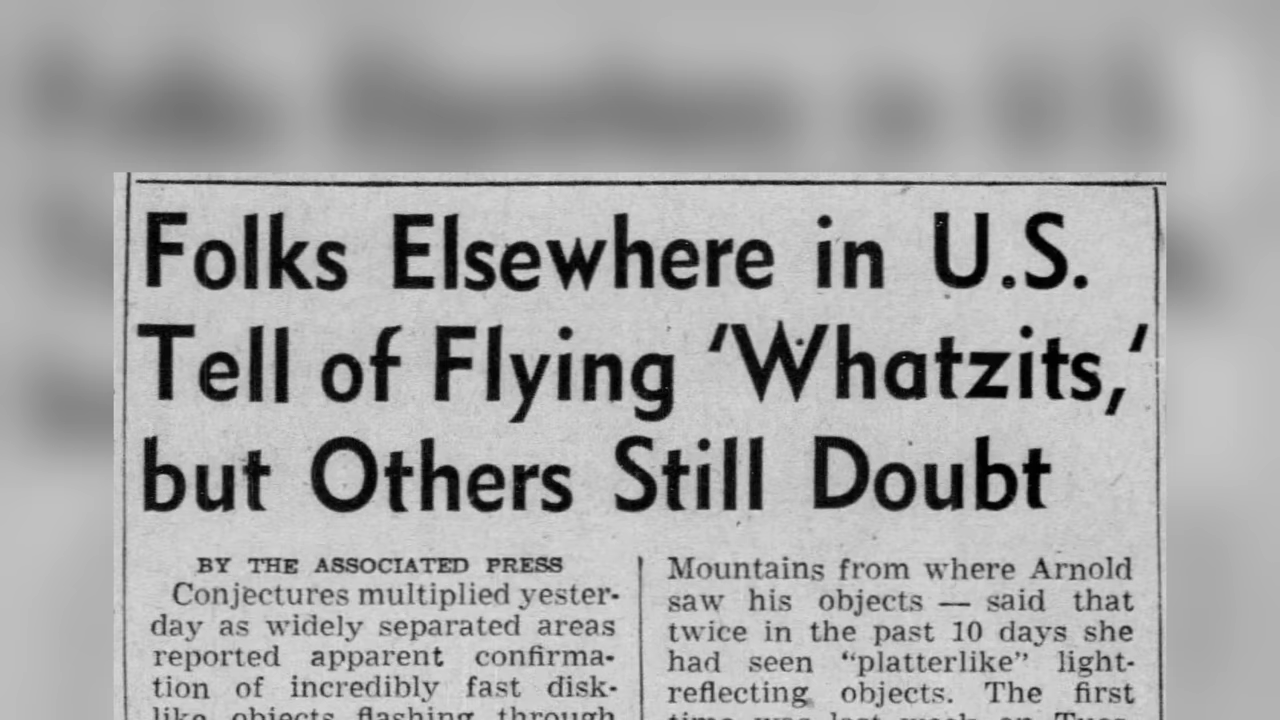 Folks Elsewhere in U.S.
Tell of Flying 'Whatzits,'
but Others Still Doubt
BY THE ASSOCIATED PRESS
Conjectures multiplied yester-
day as widely separated areas
reported apparent confirma-
tion of incredibly fast disk-
like objects flashing through
Mountains from where Arnold
saw his objects — said that
twice in the past 10 days she
had seen "platterlike" light-
reflecting objects. The first
time was last week on Tues-